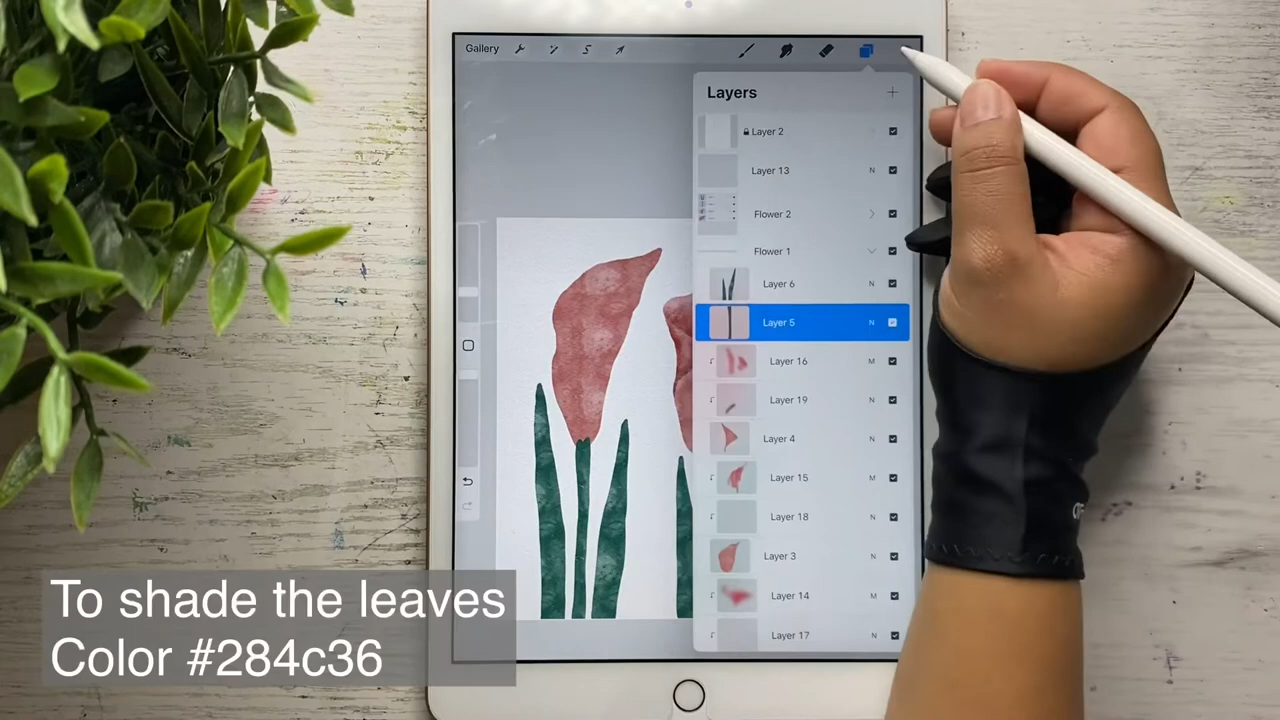 Gallery
Layers
Layer 2
Layer 13 N
Flower 2
Flower 1
Layer 6 N
Layer 5 N
Layer 16 M
Layer 19 N
Layer 4 N
Layer 15 M
Layer 18 N
Layer 3 N
Layer 14 M
Layer 17 N
To shade the leaves
Color #284c36